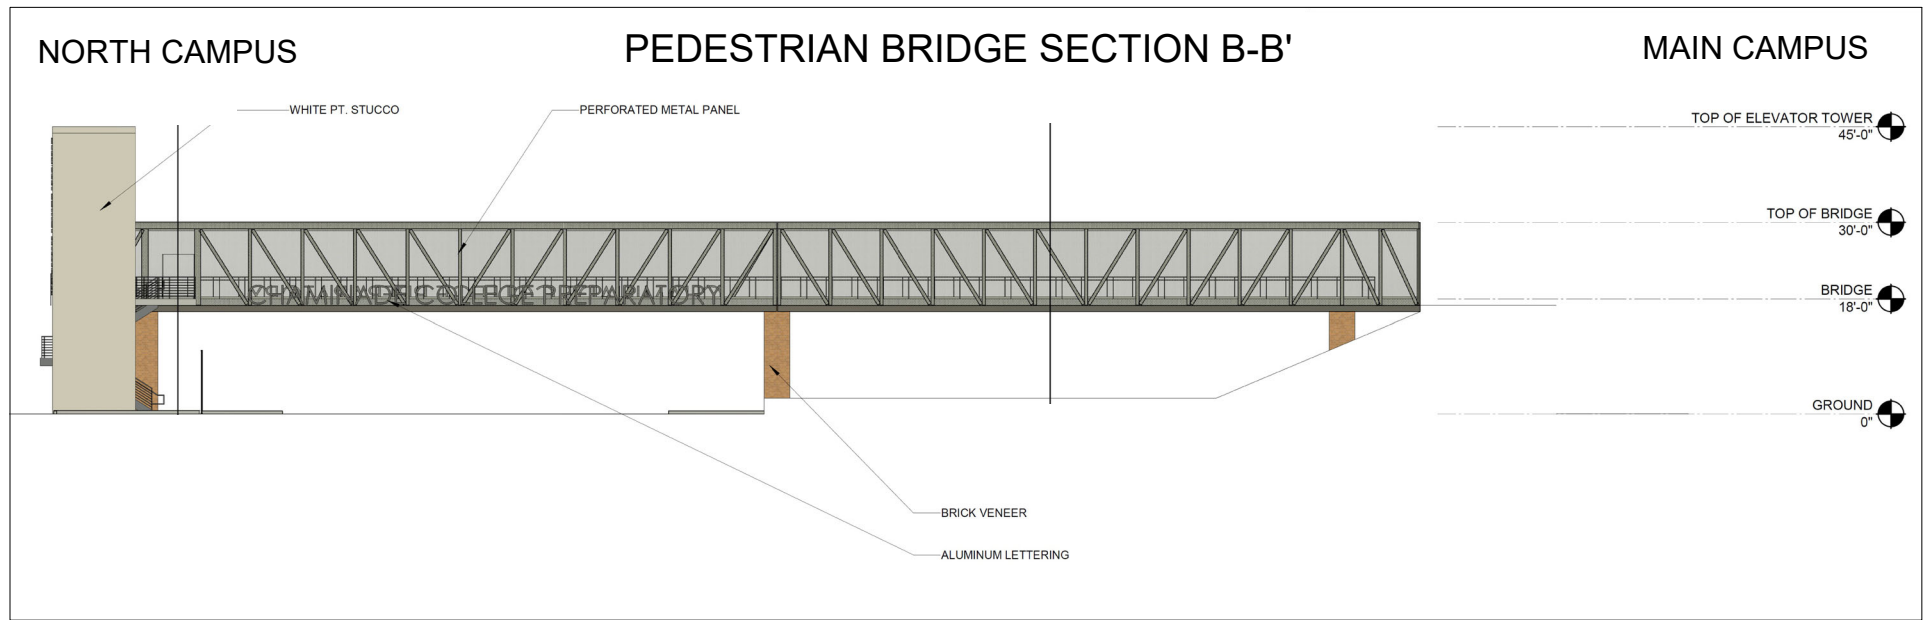 NORTH CAMPUS
PEDESTRIAN BRIDGE SECTION B-B'
MAIN CAMPUS
WHITE PT. STUCCO
PERFORATED METAL PANEL
TOP OF ELEVATOR TOWER
45'-0"
TOP OF BRIDGE
30'-0"
BRIDGE
18'-0"
CHAMINADE COLLEGE PREPARATORY
GROUND
0"
BRICK VENEER
ALUMINUM LETTERING